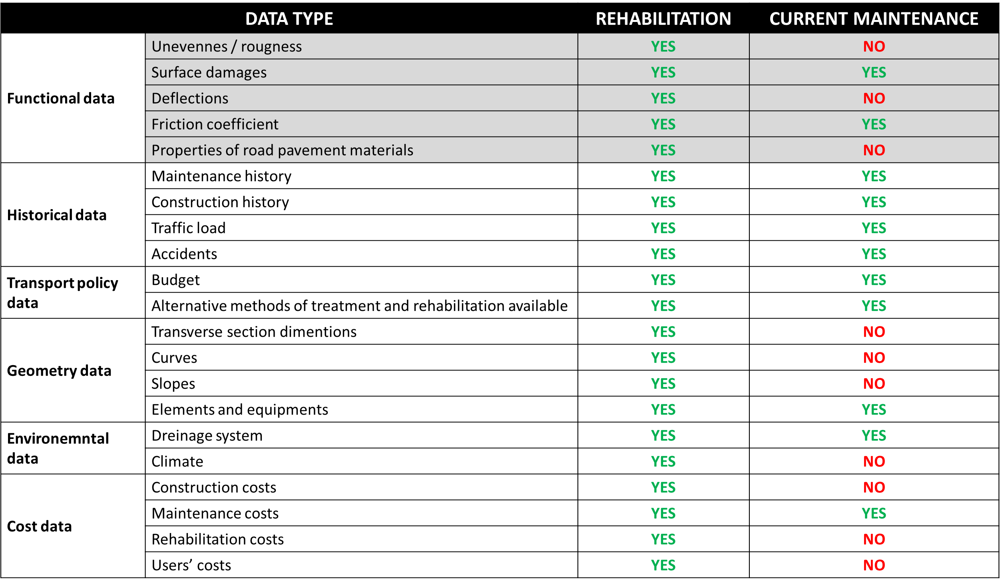 DATA TYPE REHABILITATION CURRENT MAINTENANCE
Functional data
Unevennes / rougness YES NO
Surface damages YES YES
Deflections YES NO
Friction coefficient YES YES
Properties of road pavement materials YES NO
Historical data
Maintenance history YES YES
Construction history YES YES
Traffic load YES YES
Accidents YES YES
Transport policy
data
Budget YES YES
Alternative methods of treatment and rehabilitation available YES YES
Geometry data
Transverse section dimentions YES NO
Curves YES NO
Slopes YES NO
Elements and equipments YES YES
Environemntal
data
Dreinage system YES YES
Climate YES NO
Cost data
Construction costs YES NO
Maintenance costs YES YES
Rehabilitation costs YES NO
Users’ costs YES NO